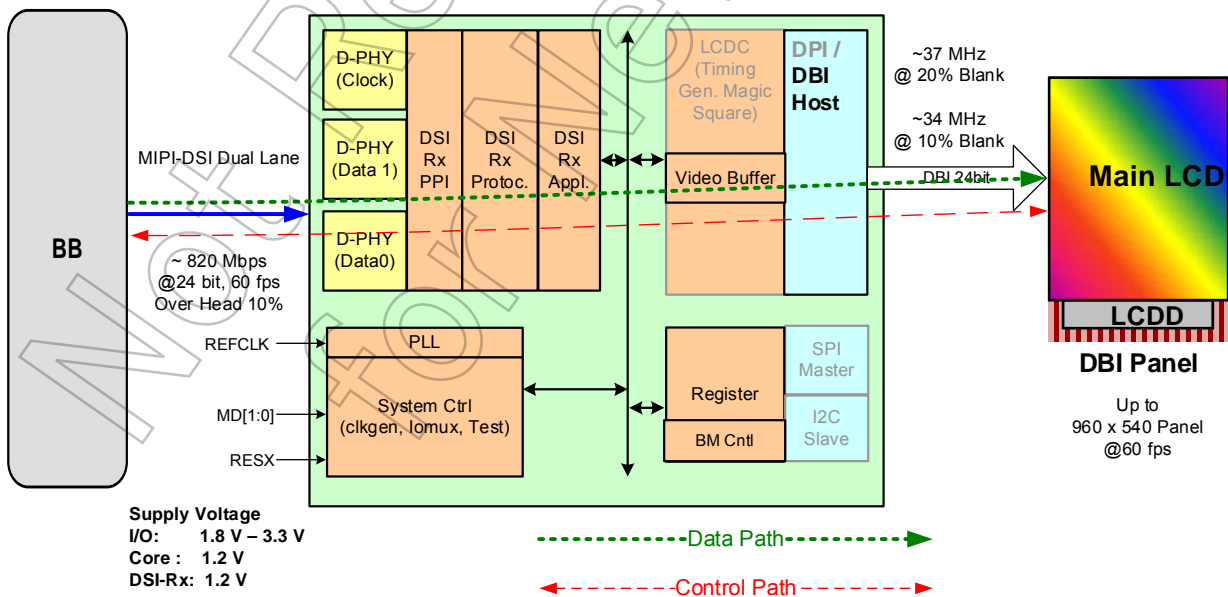 BB
MIPI-DSI Dual Lane
~ 820 Mbps
@24 bit, 60 fps
Over Head 10%
REFCLK
MD[1:0]
RESX
D-PHY
(Clock)
D-PHY
(Data 1)
D-PHY
(Data0)
DSI
Rx
PPI
DSI
Rx
Protoc.
DSI
Rx
Appl.
LCDC
(Timing
Gen. Magic
Square)
Video Buffer
DPI /
DBI
Host
PLL
System Ctrl
(clkgen, Iomux, Test)
Register
BM Cntl
SPI
Master
I2C
Slave
~37 MHz
@ 20% Blank
~34 MHz
@ 10% Blank
DBI 24bit
Main LCD
LCDD
DBI Panel
Up to
960 x 540 Panel
@60 fps
Supply Voltage
I/O: 1.8 V – 3.3 V
Core : 1.2 V
DSI-Rx: 1.2 V
Data Path
Control Path